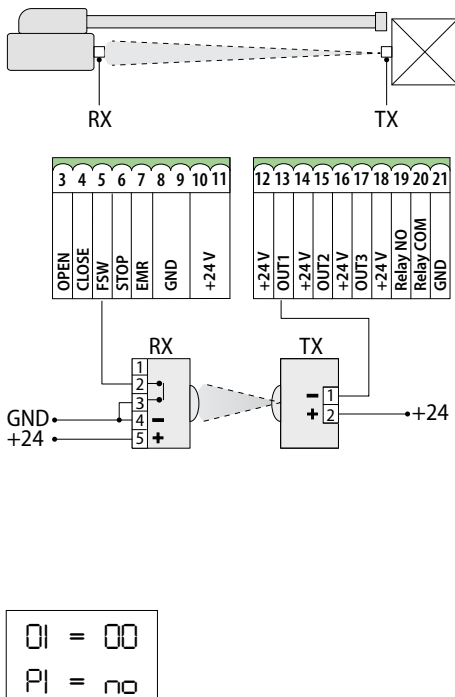 RX TX
3 4 5 6 7 8 9 10 11 12 13 14 15 16 17 18 19 20 21
OPEN CLOSE FSW STOP EMR GND +24 V +24 V OUT1 +24 V OUT2 +24 V OUT3 +24 V Relay NO Relay COM GND
RX TX
1
2
3
GND 4 −
+24 5 +
− 1
+ 2 +24
01 = 00
P1 = no